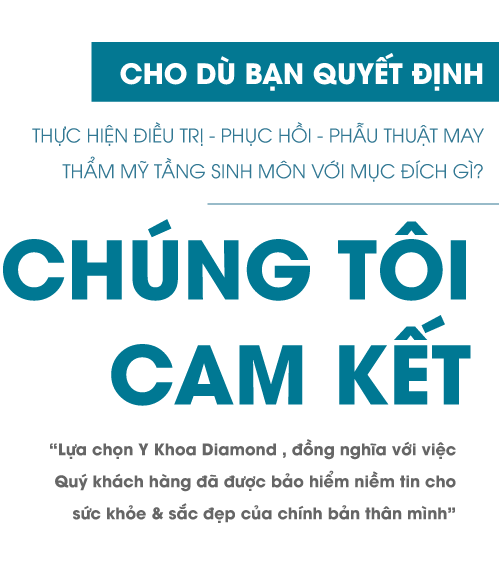 CHO DÙ BẠN QUYẾT ĐỊNH
THỰC HIỆN ĐIỀU TRỊ - PHỤC HỒI - PHẪU THUẬT MAY
THẨM MỸ TẦNG SINH MÔN VỚI MỤC ĐÍCH GÌ?
CHÚNG TÔI
CAM KẾT
“Lựa chọn Y Khoa Diamond , đồng nghĩa với việc
Quý khách hàng đã được bảo hiểm niềm tin cho
sức khỏe & sắc đẹp của chính bản thân mình”